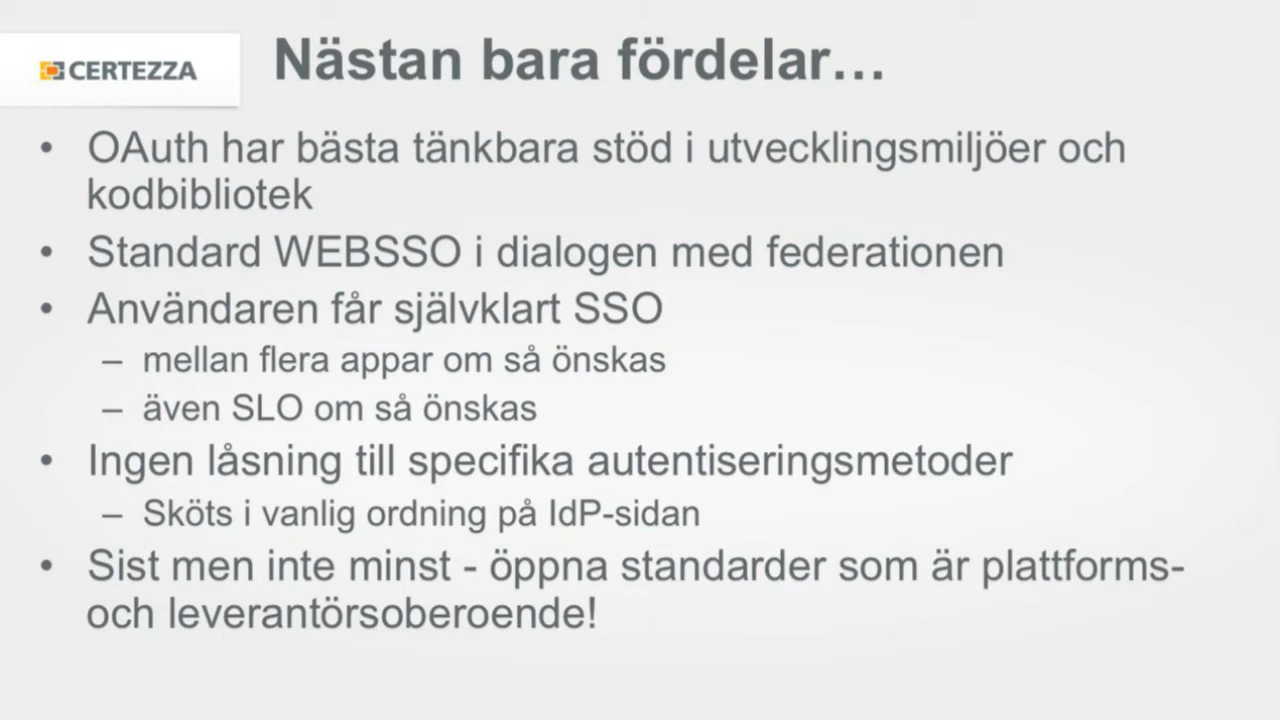 CERTEZZA
Nästan bara fördelar...
• OAuth har bästa tänkbara stöd i utvecklingsmiljöer och
kodbibliotek
• Standard WEBSSO i dialogen med federationen
• Användaren får självklart SSO
– mellan flera appar om så önskas
– även SLO om så önskas
• Ingen låsning till specifika autentiseringsmetoder
– Sköts i vanlig ordning på IdP-sidan
• Sist men inte minst - öppna standarder som är plattforms-
och leverantörsoberoende!